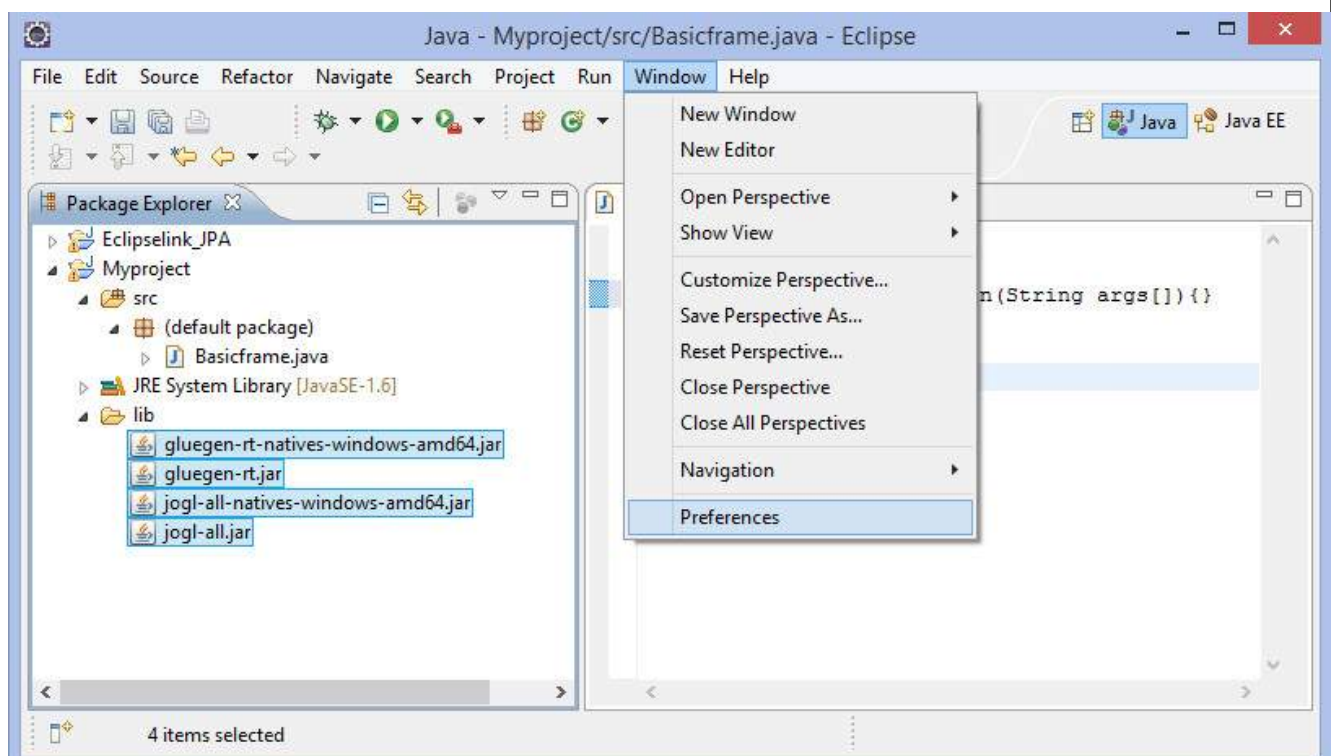 Java - Myproject/src/Basicframe.java - Eclipse
File Edit Source Refactor Navigate Search Project Run Window Help
Java Java EE
Package Explorer
Eclipselink_JPA
Myproject
src
(default package)
Basicframe.java
JRE System Library [JavaSE-1.6]
lib
gluegen-rt-natives-windows-amd64.jar
gluegen-rt.jar
jogl-all-natives-windows-amd64.jar
jogl-all.jar
New Window
New Editor
Open Perspective
Show View
Customize Perspective...
Save Perspective As...
Reset Perspective...
Close Perspective
Close All Perspectives
Navigation
Preferences
n(String args[]){}
4 items selected